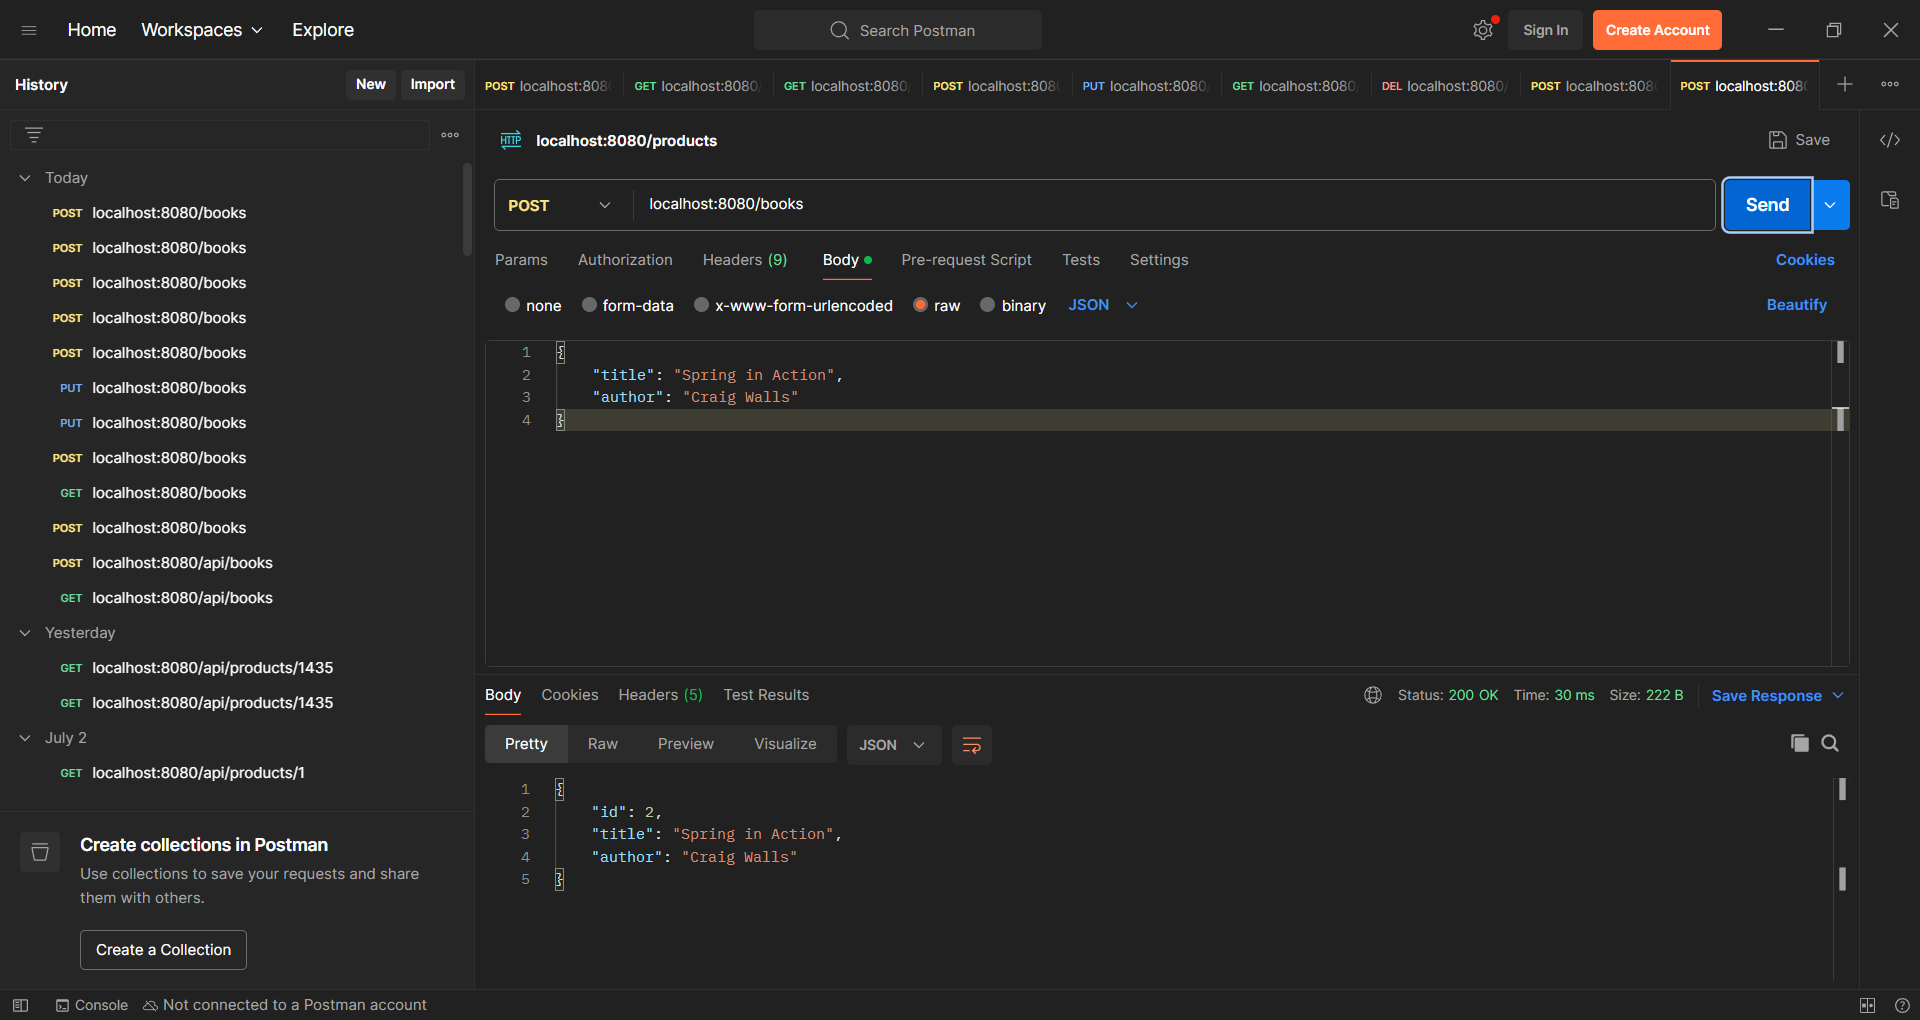 Home Workspaces Explore Search Postman Sign In Create Account
History New Import
POST localhost:808 GET localhost:8080/ GET localhost:8080 POST localhost:808 PUT localhost:8080/ GET localhost:8080/ DEL localhost:8080/ POST localhost:808 POST localhost:808
HTTP localhost:8080/products Save
Today
POST localhost:8080/books
POST localhost:8080/books
POST localhost:8080/books
POST localhost:8080/books
POST localhost:8080/books
PUT localhost:8080/books
PUT localhost:8080/books
POST localhost:8080/books
GET localhost:8080/books
POST localhost:8080/books
POST localhost:8080/api/books
GET localhost:8080/api/books
Yesterday
GET localhost:8080/api/products/1435
GET localhost:8080/api/products/1435
July 2
GET localhost:8080/api/products/1
Create collections in Postman
Use collections to save your requests and share
them with others.
Create a Collection
POST localhost:8080/books Send
Params Authorization Headers (9) Body Pre-request Script Tests Settings Cookies
none form-data x-www-form-urlencoded raw binary JSON Beautify
1 {
2 "title": "Spring in Action",
3 "author": "Craig Walls"
4 }
Body Cookies Headers (5) Test Results Status: 200 OK Time: 30 ms Size: 222 B Save Response
Pretty Raw Preview Visualize JSON
1 {
2 "id": 2,
3 "title": "Spring in Action",
4 "author": "Craig Walls"
5 }
Console Not connected to a Postman account